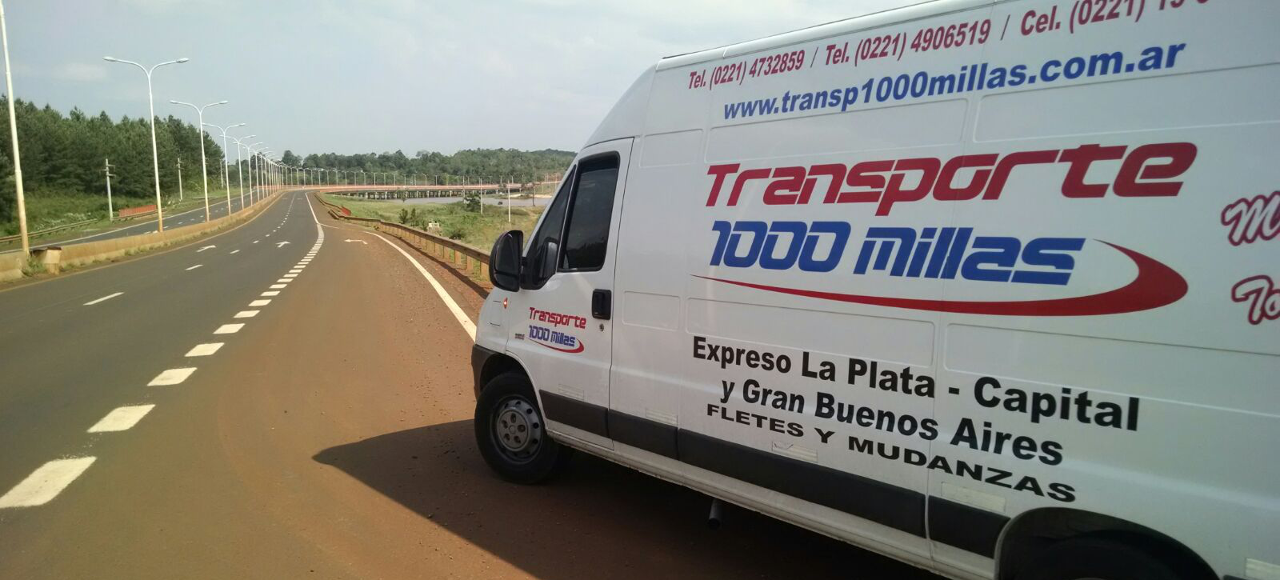 Tel. (0221) 4732859 / Tel. (0221) 4906519 / Cel. (0221)
www.transp1000millas.com.ar
Transporte
1000 millas
Expreso La Plata - Capital
y Gran Buenos Aires
FLETES Y MUDANZAS
Transporte
1000 millas